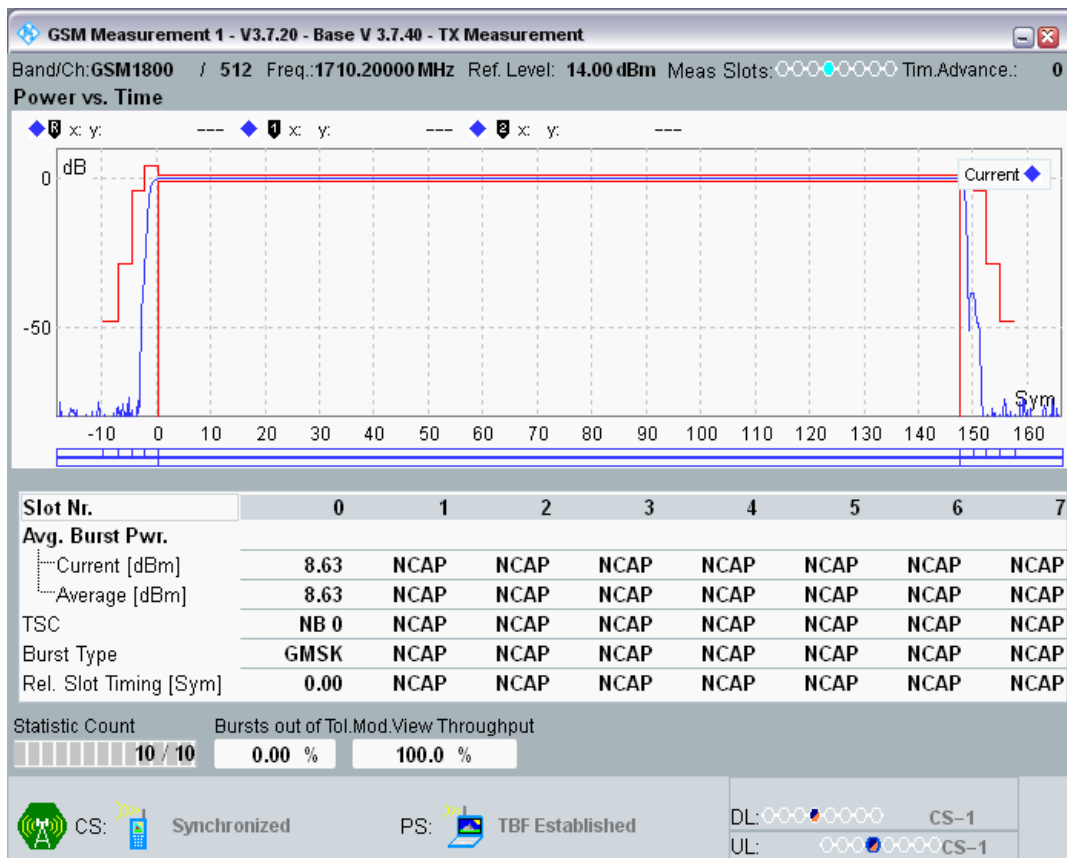 GSM Measurement 1 - V3.7.20 - Base V 3.7.40 - TX Measurement
Band/Ch:GSM1800 / 512 Freq.:1710.20000 MHz Ref. Level: 14.00 dBm Meas Slots: Tim.Advance.: 0
Power vs. Time
R x: y: --- 1 x: y: --- 2 x: y: ---
dB
Current
0
-50
Sym
-10 0 10 20 30 40 50 60 70 80 90 100 110 120 130 140 150 160
Slot Nr. 0 1 2 3 4 5 6 7
Avg. Burst Pwr.
Current [dBm] 8.63 NCAP NCAP NCAP NCAP NCAP NCAP NCAP
Average [dBm] 8.63 NCAP NCAP NCAP NCAP NCAP NCAP NCAP
TSC NB 0 NCAP NCAP NCAP NCAP NCAP NCAP NCAP
Burst Type GMSK NCAP NCAP NCAP NCAP NCAP NCAP NCAP
Rel. Slot Timing [Sym] 0.00 NCAP NCAP NCAP NCAP NCAP NCAP NCAP
Statistic Count Bursts out of Tol.Mod.View Throughput
10 / 10 0.00 % 100.0 %
CS: Synchronized PS: TBF Established
DL: CS-1
UL: CS-1